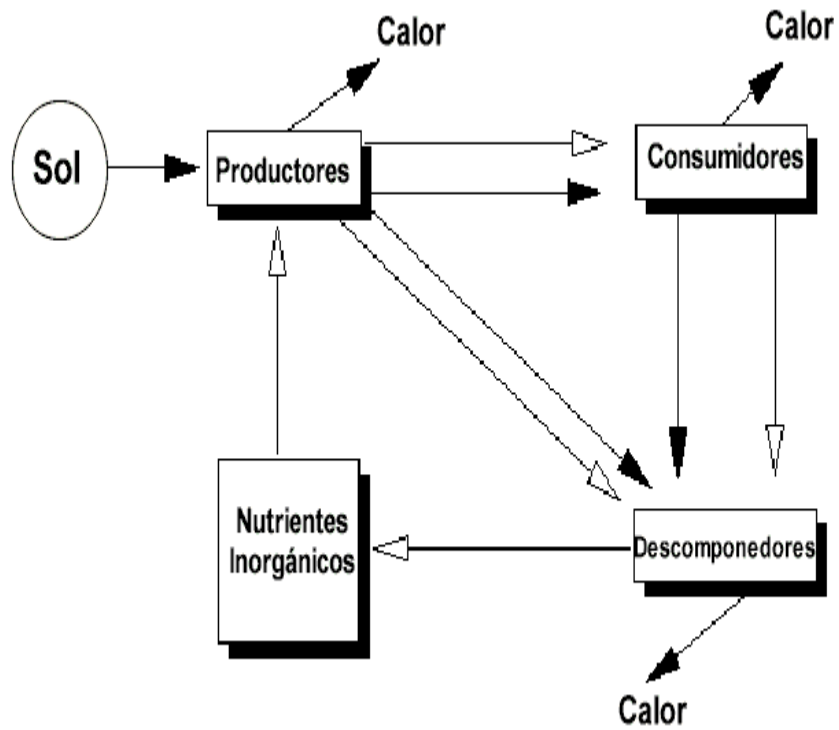 Calor
Calor
Sol
Productores
Consumidores
Nutrientes
Inorgánicos
Descomponedores
Calor